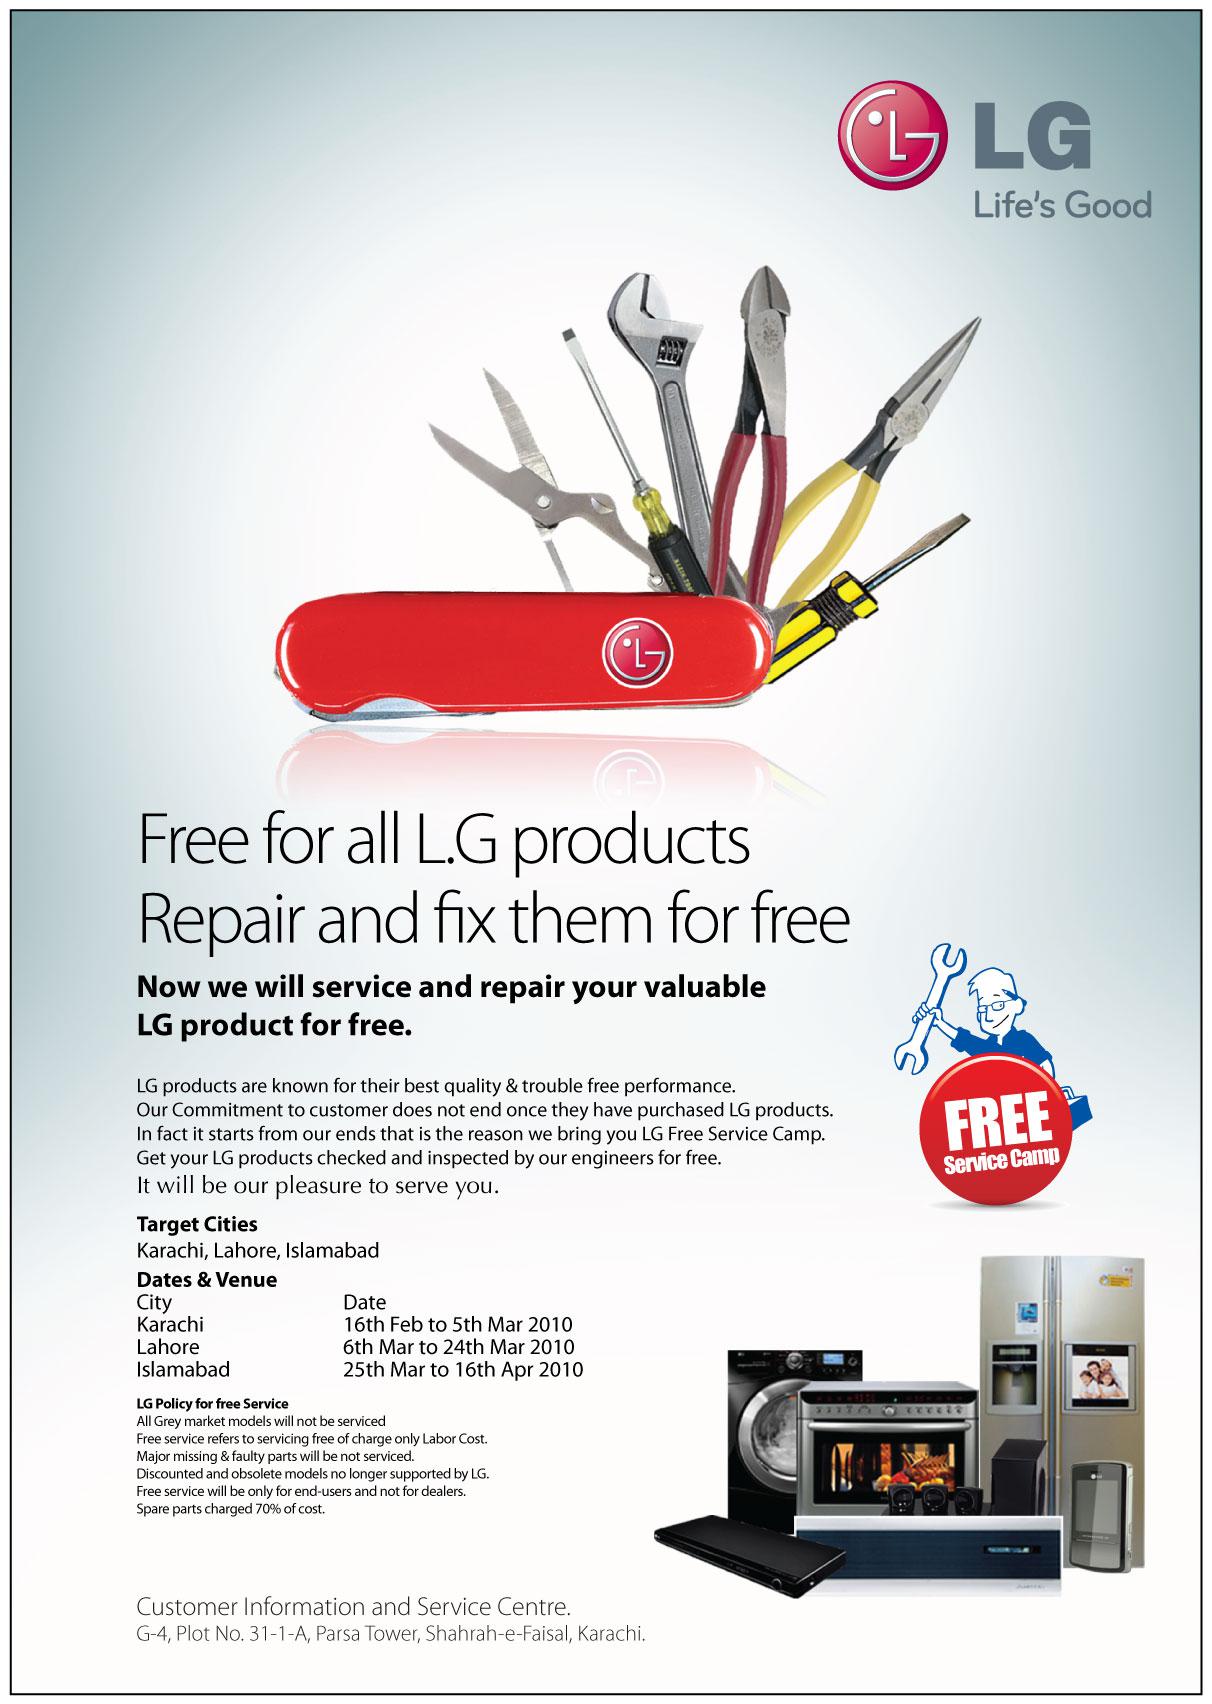 LG
Life's Good
Free for all L.G products
Repair and fix them for free
Now we will service and repair your valuable
LG product for free.
LG products are known for their best quality & trouble free performance.
Our Commitment to customer does not end once they have purchased LG products.
In fact it starts from our ends that is the reason we bring you LG Free Service Camp.
Get your LG products checked and inspected by our engineers for free.
It will be our pleasure to serve you.
FREE
Service Camp
Target Cities
Karachi, Lahore, Islamabad
Dates & Venue
City Date
Karachi 16th Feb to 5th Mar 2010
Lahore 6th Mar to 24th Mar 2010
Islamabad 25th Mar to 16th Apr 2010
LG Policy for free Service
All Grey market models will not be serviced
Free service refers to servicing free of charge only Labor Cost.
Major missing & faulty parts will be not serviced.
Discounted and obsolete models no longer supported by LG.
Free service will be only for end-users and not for dealers.
Spare parts charged 70% of cost.
Customer Information and Service Centre.
G-4, Plot No. 31-1-A, Parsa Tower, Shahrah-e-Faisal, Karachi.